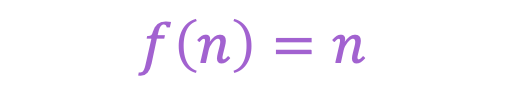 f(n) = n